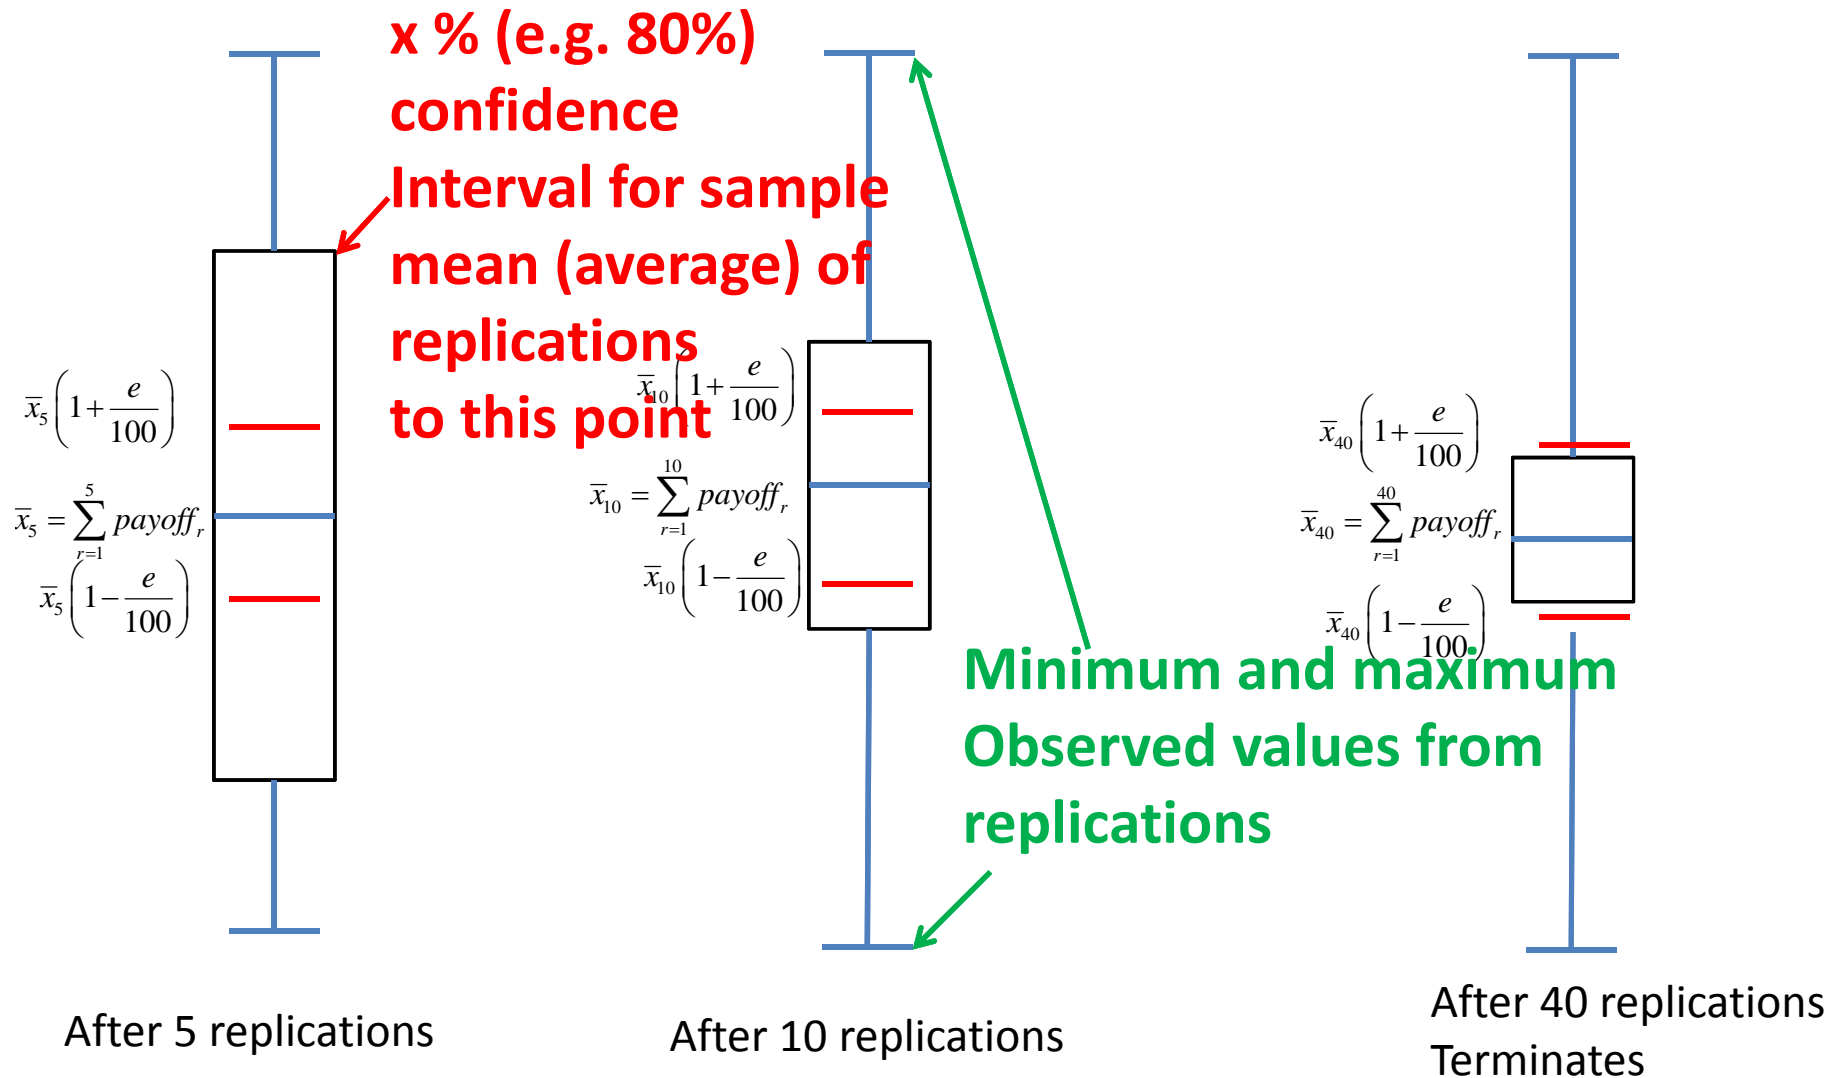 x % (e.g. 80%)
confidence
Interval for sample
mean (average) of
replications
to this point
x̅₅(1+e/100)
x̅₅ = ∑_{r=1}^{5} payoff_r
x̅₅(1−e/100)
x̅₁₀(1+e/100)
x̅₁₀ = ∑_{r=1}^{10} payoff_r
x̅₁₀(1−e/100)
x̅₄₀(1+e/100)
x̅₄₀ = ∑_{r=1}^{40} payoff_r
x̅₄₀(1−e/100)
Minimum and maximum
Observed values from
replications
After 5 replications
After 10 replications
After 40 replications
Terminates